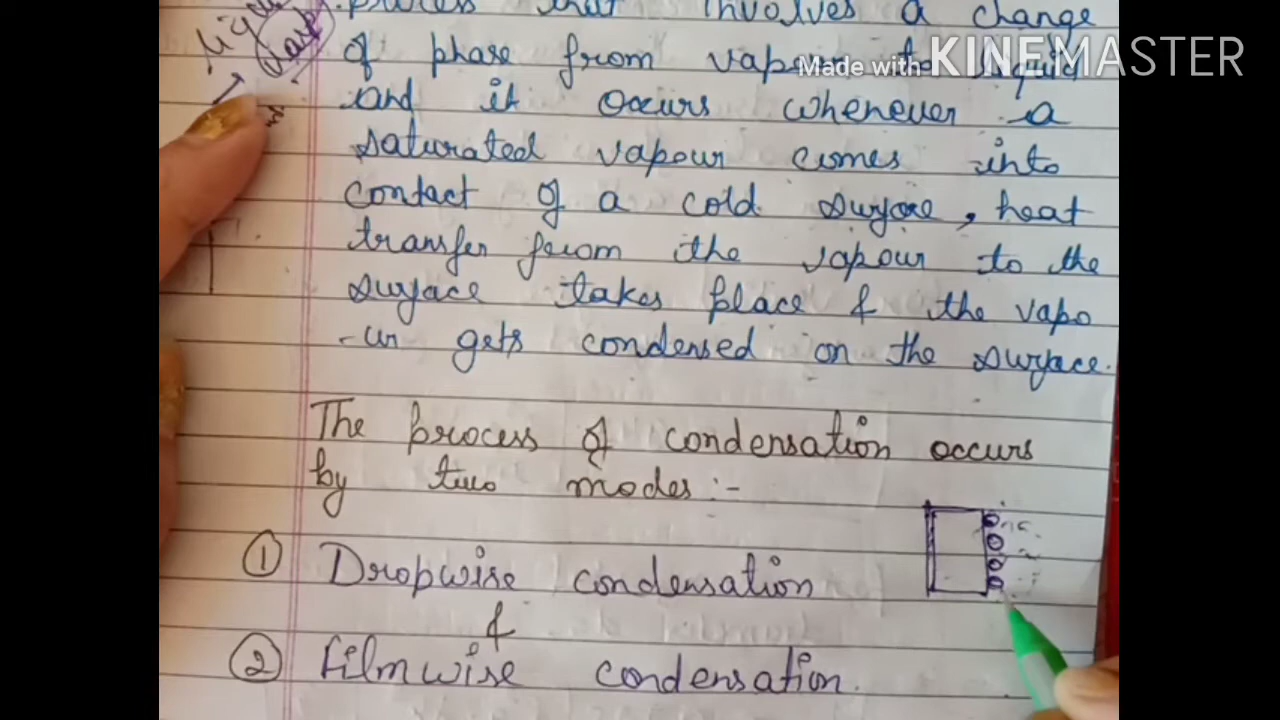 process that involves a change
of phase from vapour to liquid
and it occurs whenever a
saturated vapour comes into
contact of a cold surface, heat
transfer from the vapour to the
surface takes place & the vapo
-ur gets condensed on the surface.
The process of condensation occurs
by two modes :-
① Dropwise condensation
&
② Filmwise condensation.
Made with KINEMASTER